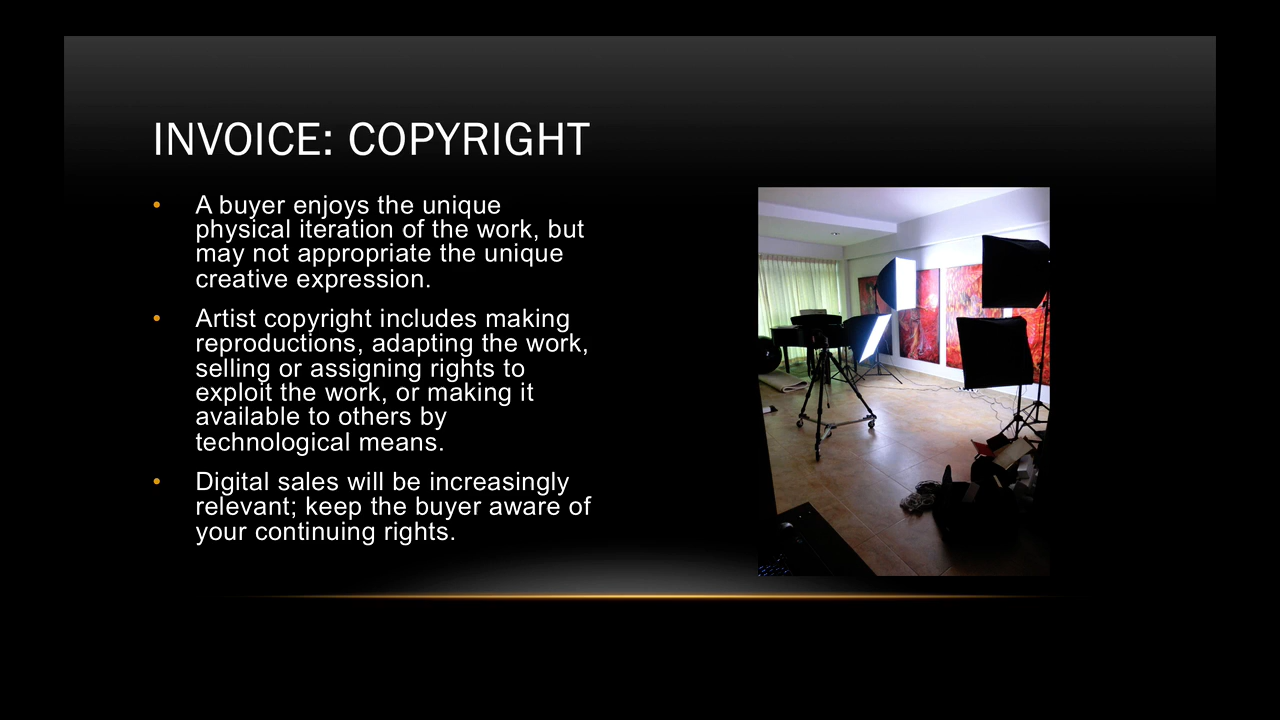 INVOICE: COPYRIGHT
• A buyer enjoys the unique
physical iteration of the work, but
may not appropriate the unique
creative expression.
• Artist copyright includes making
reproductions, adapting the work,
selling or assigning rights to
exploit the work, or making it
available to others by
technological means.
• Digital sales will be increasingly
relevant; keep the buyer aware of
your continuing rights.